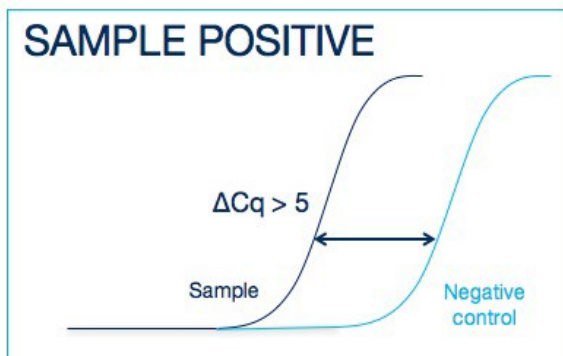 SAMPLE POSITIVE
ΔCq > 5
Sample
Negative
control